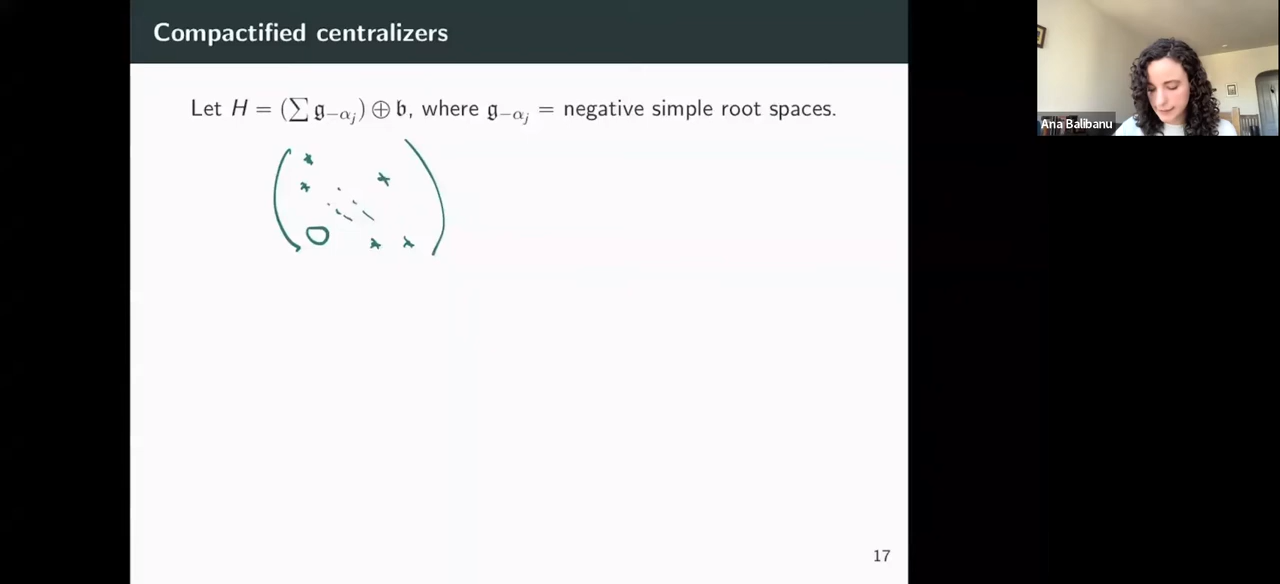 Compactified centralizers
Ana Balibanu
Let H = (∑ 𝔤_{−α_j}) ⊕ 𝔟, where 𝔤_{−α_j} = negative simple root spaces.
( * * ⋱ * 0 * * )
17